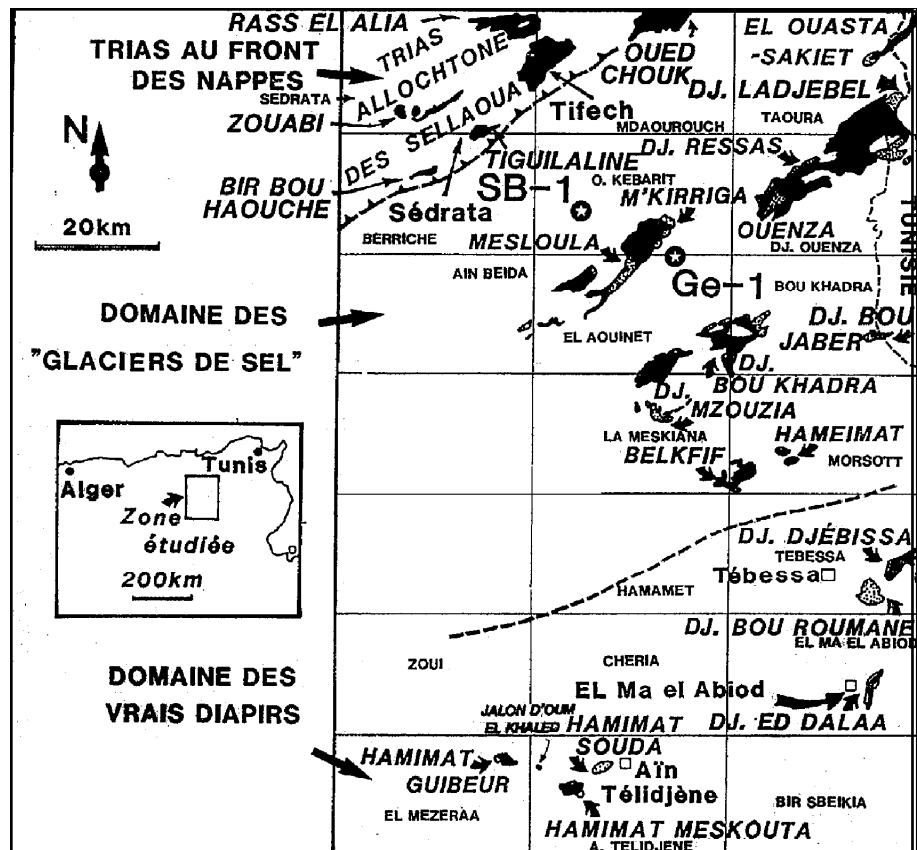 RASS EL ALIA
TRIAS
ALLOCHTONE
DES SELLAOUA
TRIAS AU FRONT
DES NAPPES
SEDRATA
ZOUABI
OUED
CHOUK
Tifech
EL OUASTA
-SAKIET
DJ. LADJEBEL
TAOURA
MDAOUROUCH
DJ. RESSAS
N
TIGUILALINE
BIR BOU
HAOUCHE
Sédrata
SB-1
O. KEBARIT
M'KIRRIGA
20km
BERRICHE
MESLOULA
OUENZA
DJ. OUENZA
TUNISIE
AIN BEIDA
Ge-1
BOU KHADRA
DOMAINE DES
"GLACIERS DE SEL"
EL AOUINET
DJ. BOU
JABER
DJ.
BOU KHADRA
DJ.
MZOUZIA
LA MESKIANA
BELKFIF
HAMEIMAT
MORSOTT
Tunis
Alger
Zone
étudiée
200km
DJ. DJÉBISSA
TEBESSA
Tébessa
HAMAMET
DJ. BOU ROUMANE
EL MA EL ABIOD
ZOUI
CHERIA
DOMAINE DES
VRAIS DIAPIRS
EL Ma el Abiod
JALON D'OUM
EL KHALED
HAMIMAT
SOUDA
DJ. ED DALAA
HAMIMAT
GUIBEUR
Aïn
Télidjène
EL MEZERÀA
BIR SBEIKIA
HAMIMAT MESKOUTA
A. TELIDJENE